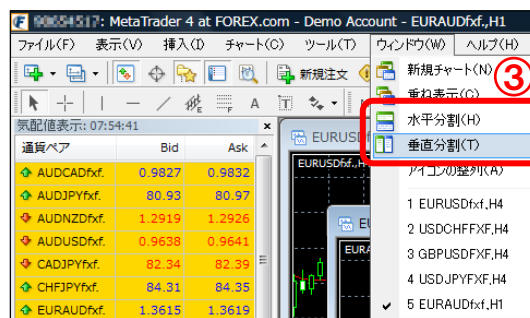 : MetaTrader 4 at FOREX.com - Demo Account - EURAUDfxf.,H1
ファイル(F) 表示(V) 挿入(I) チャート(C) ツール(T) ウィンドウ(W) ヘルプ(H)
新規注文
新規チャート(N)
③
重ね表示(C)
水平分割(H)
垂直分割(T)
アイコンの整列(A)
1 EURUSDfxf,H4
2 USDCHFFXF,H4
3 GBPUSDFXF,H4
4 USDJPYFXF,H4
5 EURAUDfxf.,H1
気配値表示: 07:54:41
通貨ペア Bid Ask
AUDCADfxf. 0.9827 0.9832
AUDJPYfxf. 80.93 80.97
AUDNZDfxf. 1.2919 1.2926
AUDUSDfxf. 0.9638 0.9641
CADJPYfxf. 82.34 82.39
CHFJPYfxf. 84.31 84.35
EURAUDfxf. 1.3615 1.3619
EURUSDf
EURUSDfxf.,H
EU
EURA